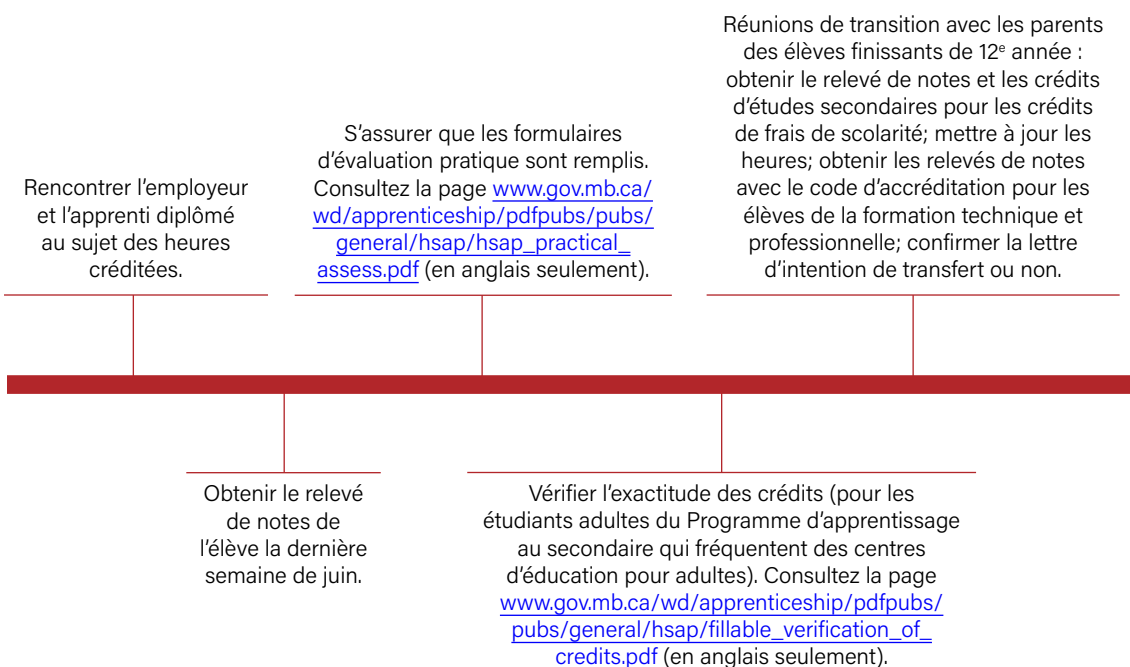 Rencontrer l'employeur
et l'apprenti diplômé
au sujet des heures
créditées.
Obtenir le relevé
de notes de
l'élève la dernière
semaine de juin.
S'assurer que les formulaires
d'évaluation pratique sont remplis.
Consultez la page www.gov.mb.ca/
wd/apprenticeship/pdfpubs/pubs/
general/hsap/hsap_practical_
assess.pdf (en anglais seulement).
Vérifier l'exactitude des crédits (pour les
étudiants adultes du Programme d'apprentissage
au secondaire qui fréquentent des centres
d'éducation pour adultes). Consultez la page
www.gov.mb.ca/wd/apprenticeship/pdfpubs/
pubs/general/hsap/fillable_verification_of_
credits.pdf (en anglais seulement).
Réunions de transition avec les parents
des élèves finissants de 12e année :
obtenir le relevé de notes et les crédits
d'études secondaires pour les crédits
de frais de scolarité; mettre à jour les
heures; obtenir les relevés de notes
avec le code d'accréditation pour les
élèves de la formation technique et
professionnelle; confirmer la lettre
d'intention de transfert ou non.